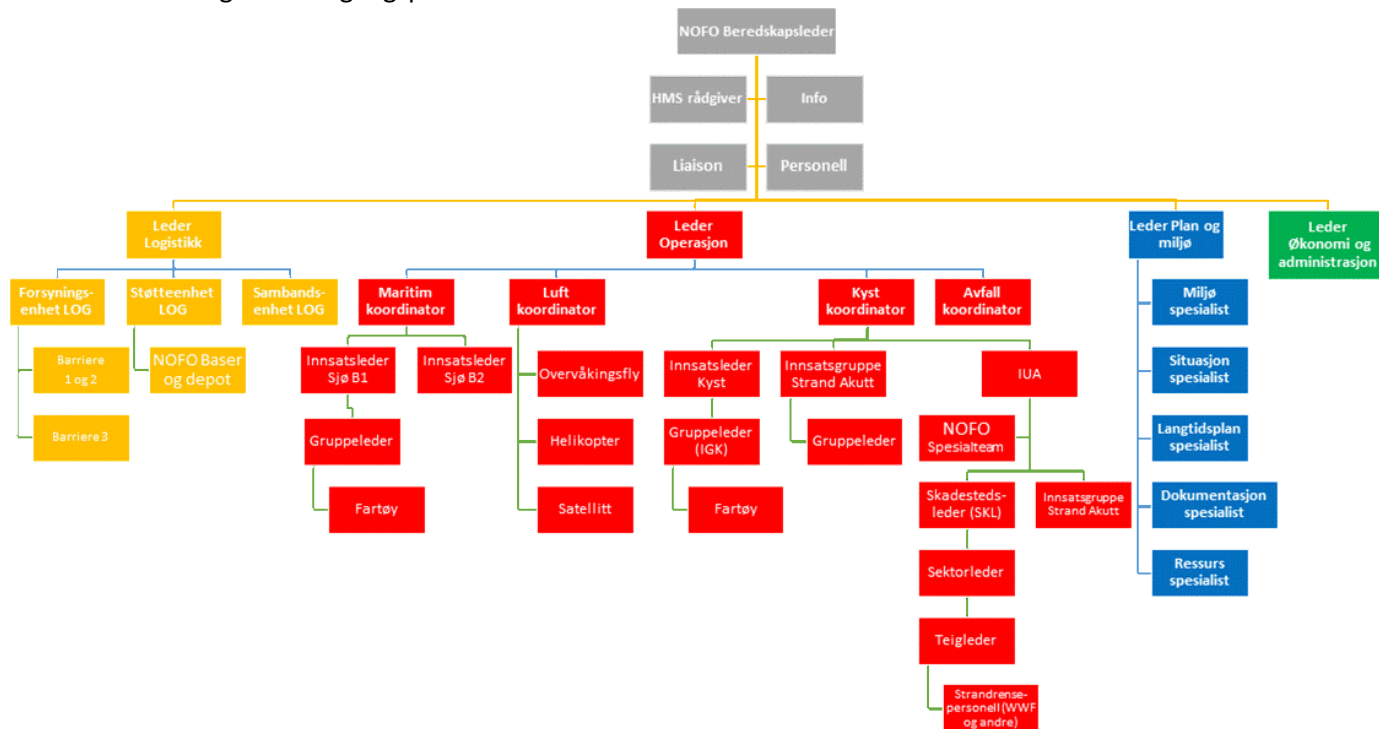 NOFO Beredskapsleder
HMS rådgiver
Info
Liaison
Personell
Leder
Logistikk
Leder
Operasjon
Leder Plan og
miljø
Leder
Økonomi og
administrasjon
Forsynings-
enhet LOG
Støtteenhet
LOG
Sambands-
enhet LOG
Maritim
koordinator
Luft
koordinator
Kyst
koordinator
Avfall
koordinator
Miljø
spesialist
Barriere
1 og 2
NOFO Baser
og depot
Innsatsleder
Sjø B1
Innsatsleder
Sjø B2
Overvåkingsfly
Innsatsleder
Kyst
Innsatsgruppe
Strand Akutt
IUA
Situasjon
spesialist
Barriere 3
Gruppeleder
Helikopter
Gruppeleder
(IGK)
Gruppeleder
NOFO
Spesialteam
Langtidsplan
spesialist
Fartøy
Satellitt
Fartøy
Skadesteds-
leder (SKL)
Innsatsgruppe
Strand Akutt
Dokumentasjon
spesialist
Sektorleder
Ressurs
spesialist
Teigleder
Strandrense-
personell (WWF
og andre)